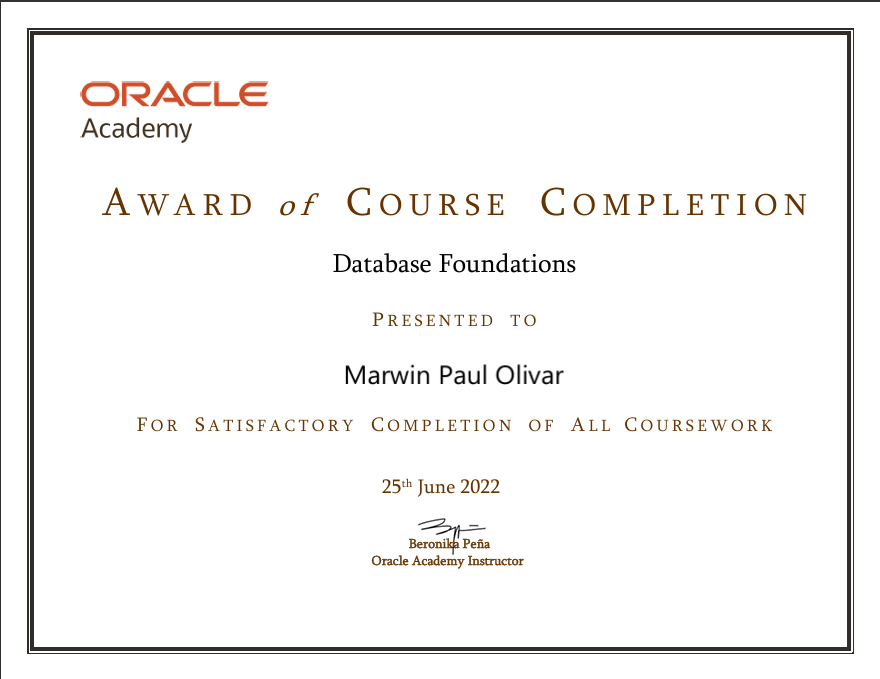 ORACLE
Academy
AWARD of COURSE COMPLETION
Database Foundations
PRESENTED TO
Marwin Paul Olivar
FOR SATISFACTORY COMPLETION OF ALL COURSEWORK
25th June 2022
Beronika Peña
Oracle Academy Instructor